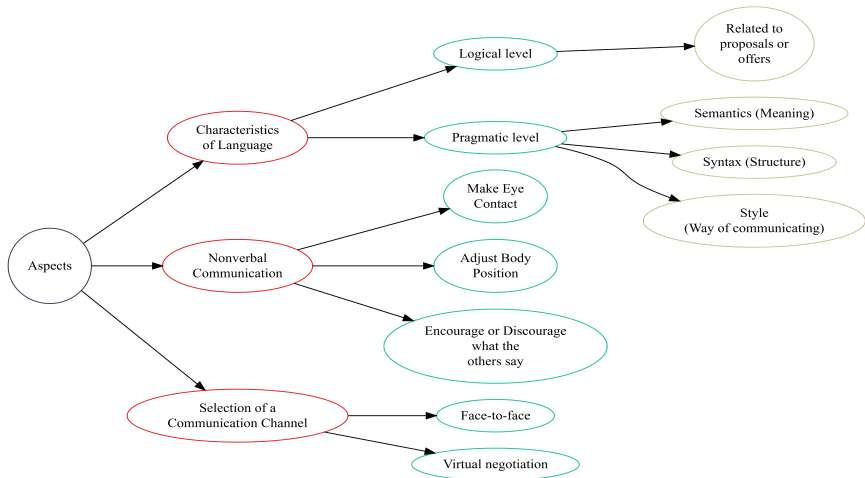 Aspects
Characteristics
of Language
Logical level
Related to
proposals or
offers
Pragmatic level
Semantics (Meaning)
Syntax (Structure)
Style
(Way of communicating)
Nonverbal
Communication
Make Eye
Contact
Adjust Body
Position
Encourage or Discourage
what the
others say
Selection of a
Communication Channel
Face-to-face
Virtual negotiation